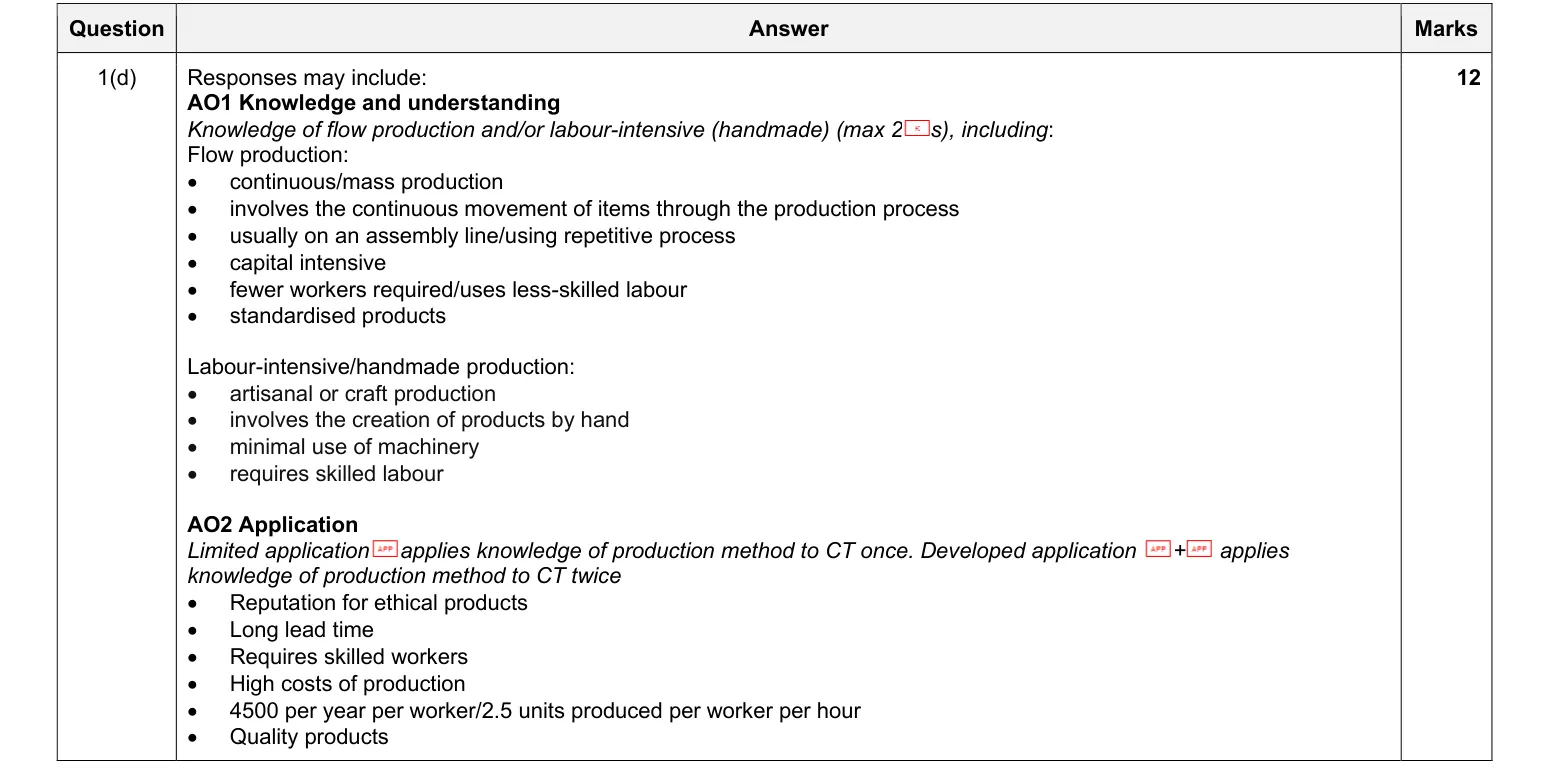 Question Answer Marks
1(d) Responses may include: 12
AO1 Knowledge and understanding
Knowledge of flow production and/or labour-intensive (handmade) (max 2 K s), including:
Flow production:
• continuous/mass production
• involves the continuous movement of items through the production process
• usually on an assembly line/using repetitive process
• capital intensive
• fewer workers required/uses less-skilled labour
• standardised products
Labour-intensive/handmade production:
• artisanal or craft production
• involves the creation of products by hand
• minimal use of machinery
• requires skilled labour
AO2 Application
Limited application APP applies knowledge of production method to CT once. Developed application APP + APP applies
knowledge of production method to CT twice
• Reputation for ethical products
• Long lead time
• Requires skilled workers
• High costs of production
• 4500 per year per worker/2.5 units produced per worker per hour
• Quality products